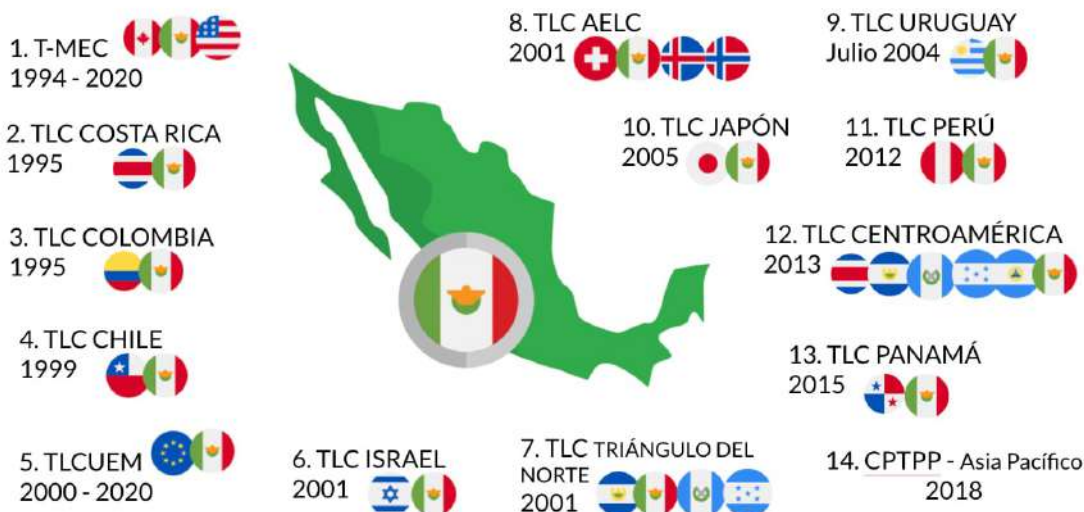 1. T-MEC
1994 - 2020
2. TLC COSTA RICA
1995
3. TLC COLOMBIA
1995
4. TLC CHILE
1999
5. TLCUEM
2000 - 2020
6. TLC ISRAEL
2001
7. TLC TRIÁNGULO DEL
NORTE
2001
8. TLC AELC
2001
9. TLC URUGUAY
Julio 2004
10. TLC JAPÓN
2005
11. TLC PERÚ
2012
12. TLC CENTROAMÉRICA
2013
13. TLC PANAMÁ
2015
14. CPTPP - Asia Pacífico
2018